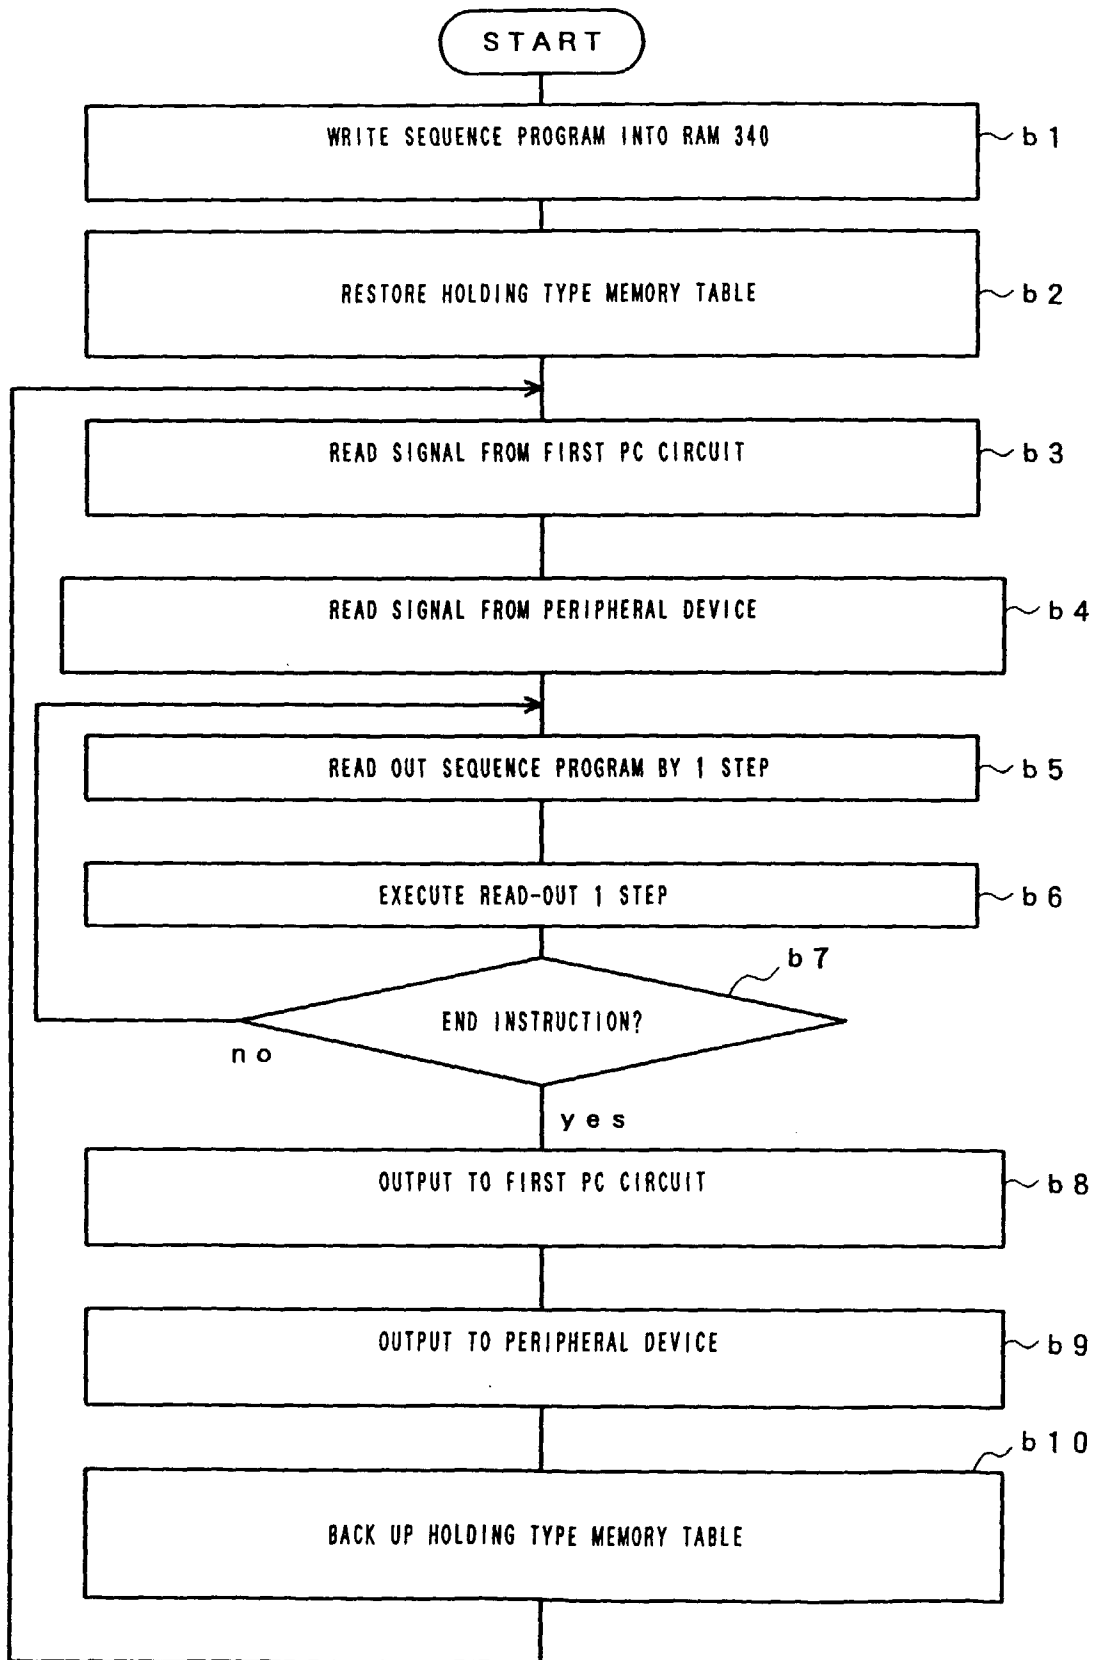 START
WRITE SEQUENCE PROGRAM INTO RAM 340
b1
RESTORE HOLDING TYPE MEMORY TABLE
b2
READ SIGNAL FROM FIRST PC CIRCUIT
b3
READ SIGNAL FROM PERIPHERAL DEVICE
b4
READ OUT SEQUENCE PROGRAM BY 1 STEP
b5
EXECUTE READ-OUT 1 STEP
b6
b7
END INSTRUCTION?
no
yes
OUTPUT TO FIRST PC CIRCUIT
b8
OUTPUT TO PERIPHERAL DEVICE
b9
b10
BACK UP HOLDING TYPE MEMORY TABLE